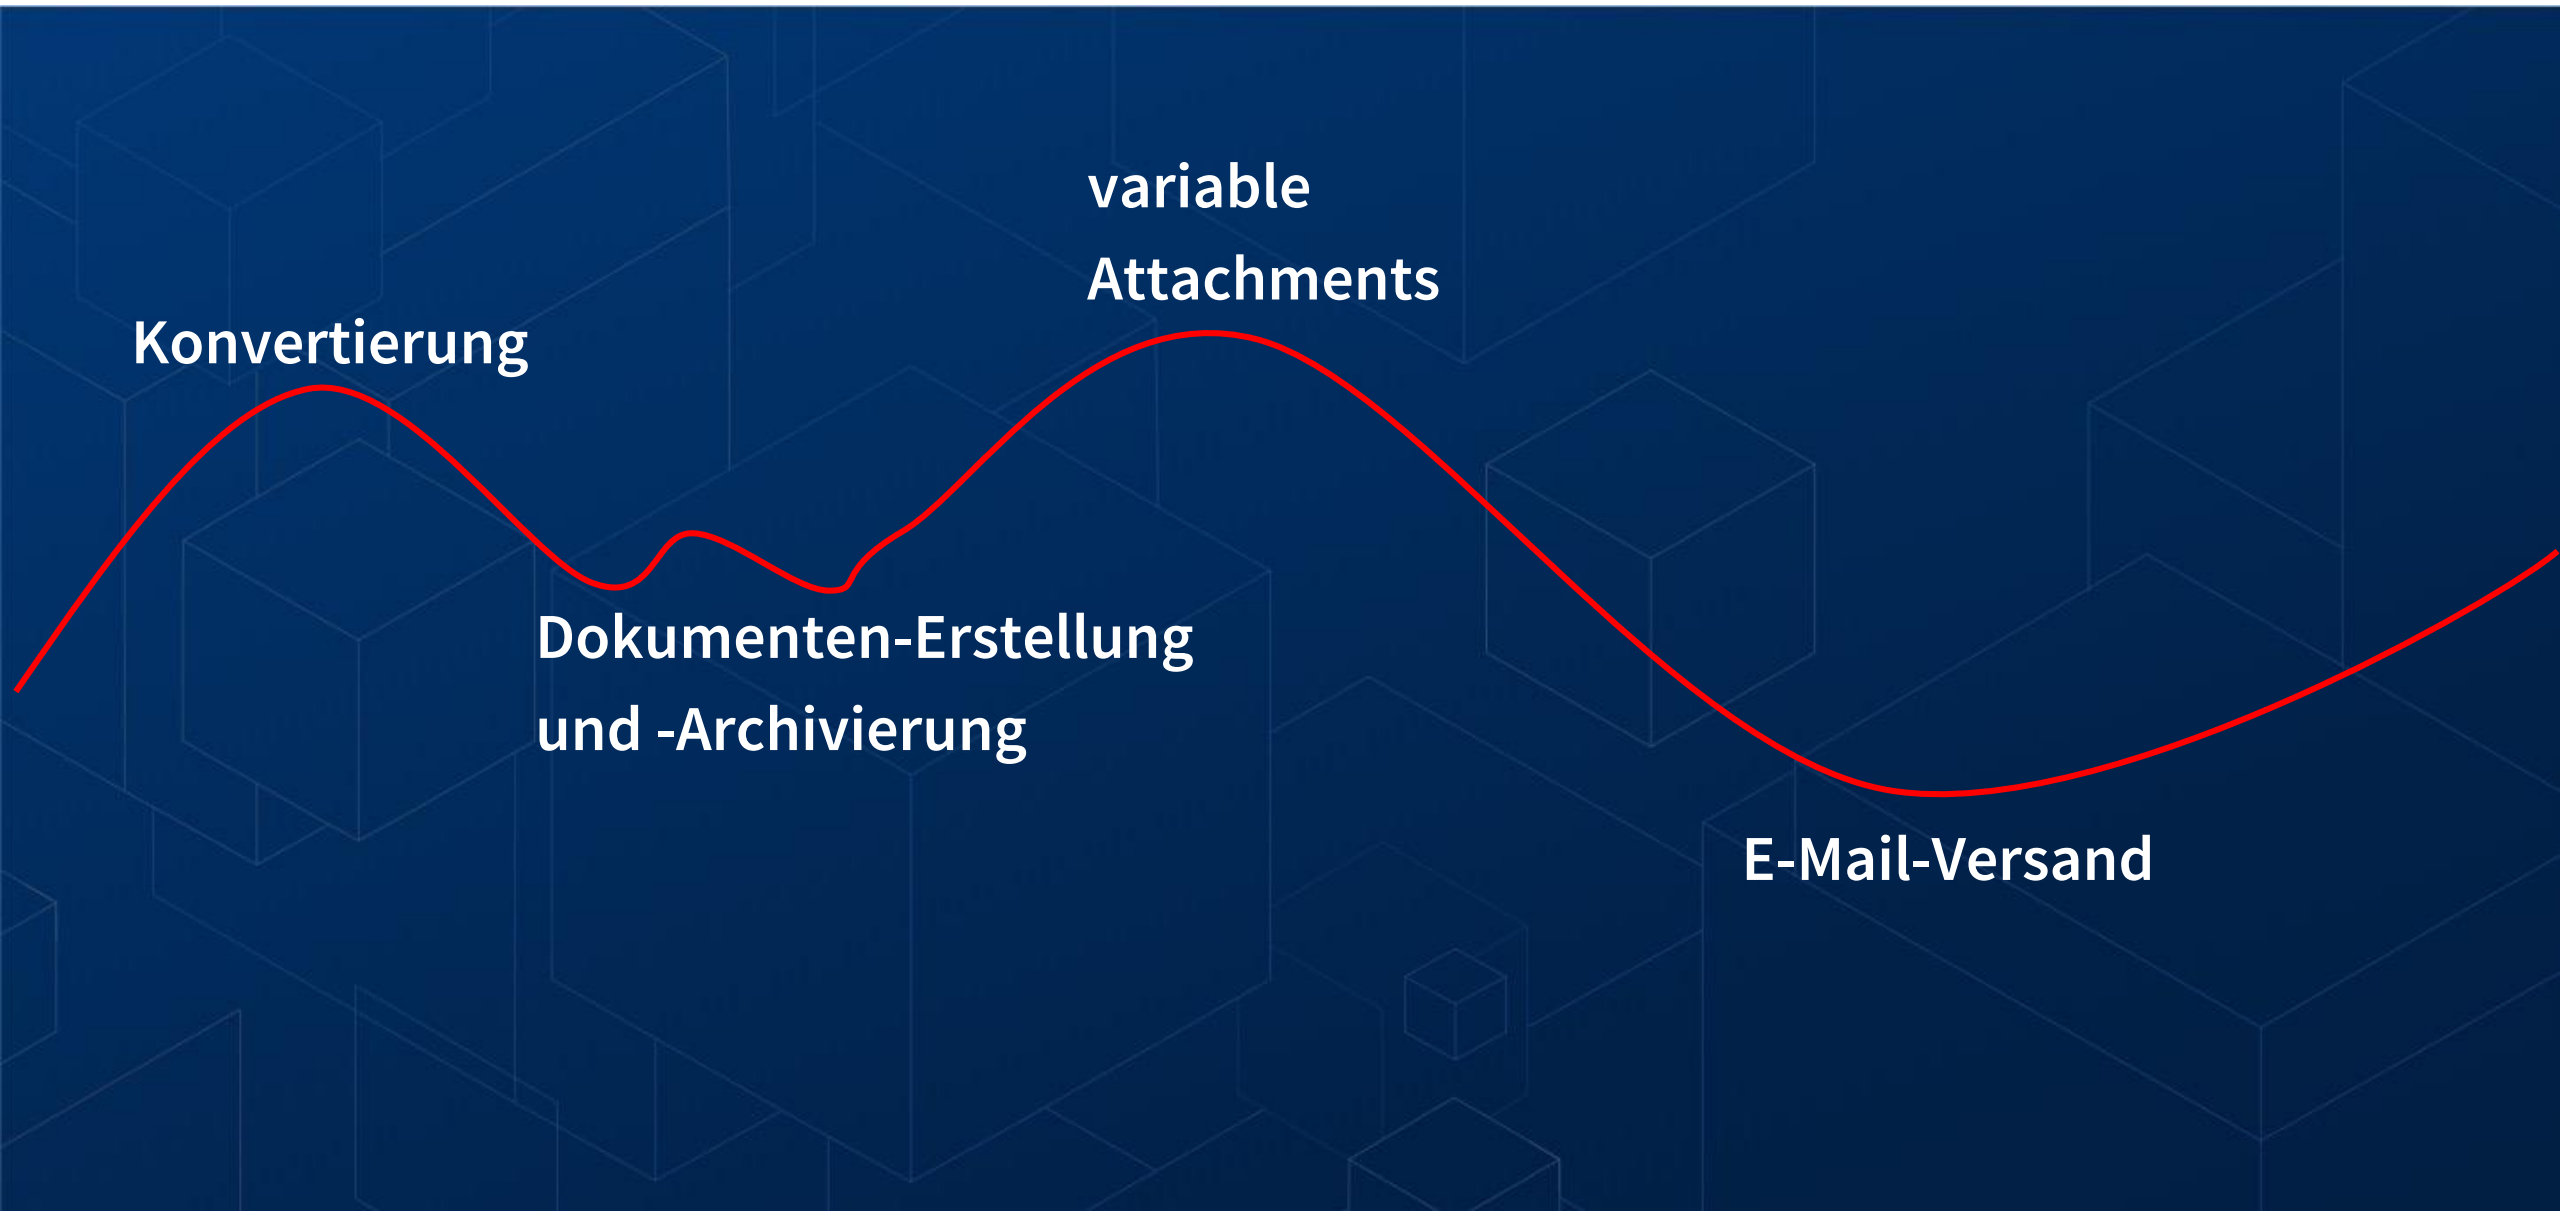 Konvertierung
Dokumenten-Erstellung
und -Archivierung
variable
Attachments
E-Mail-Versand